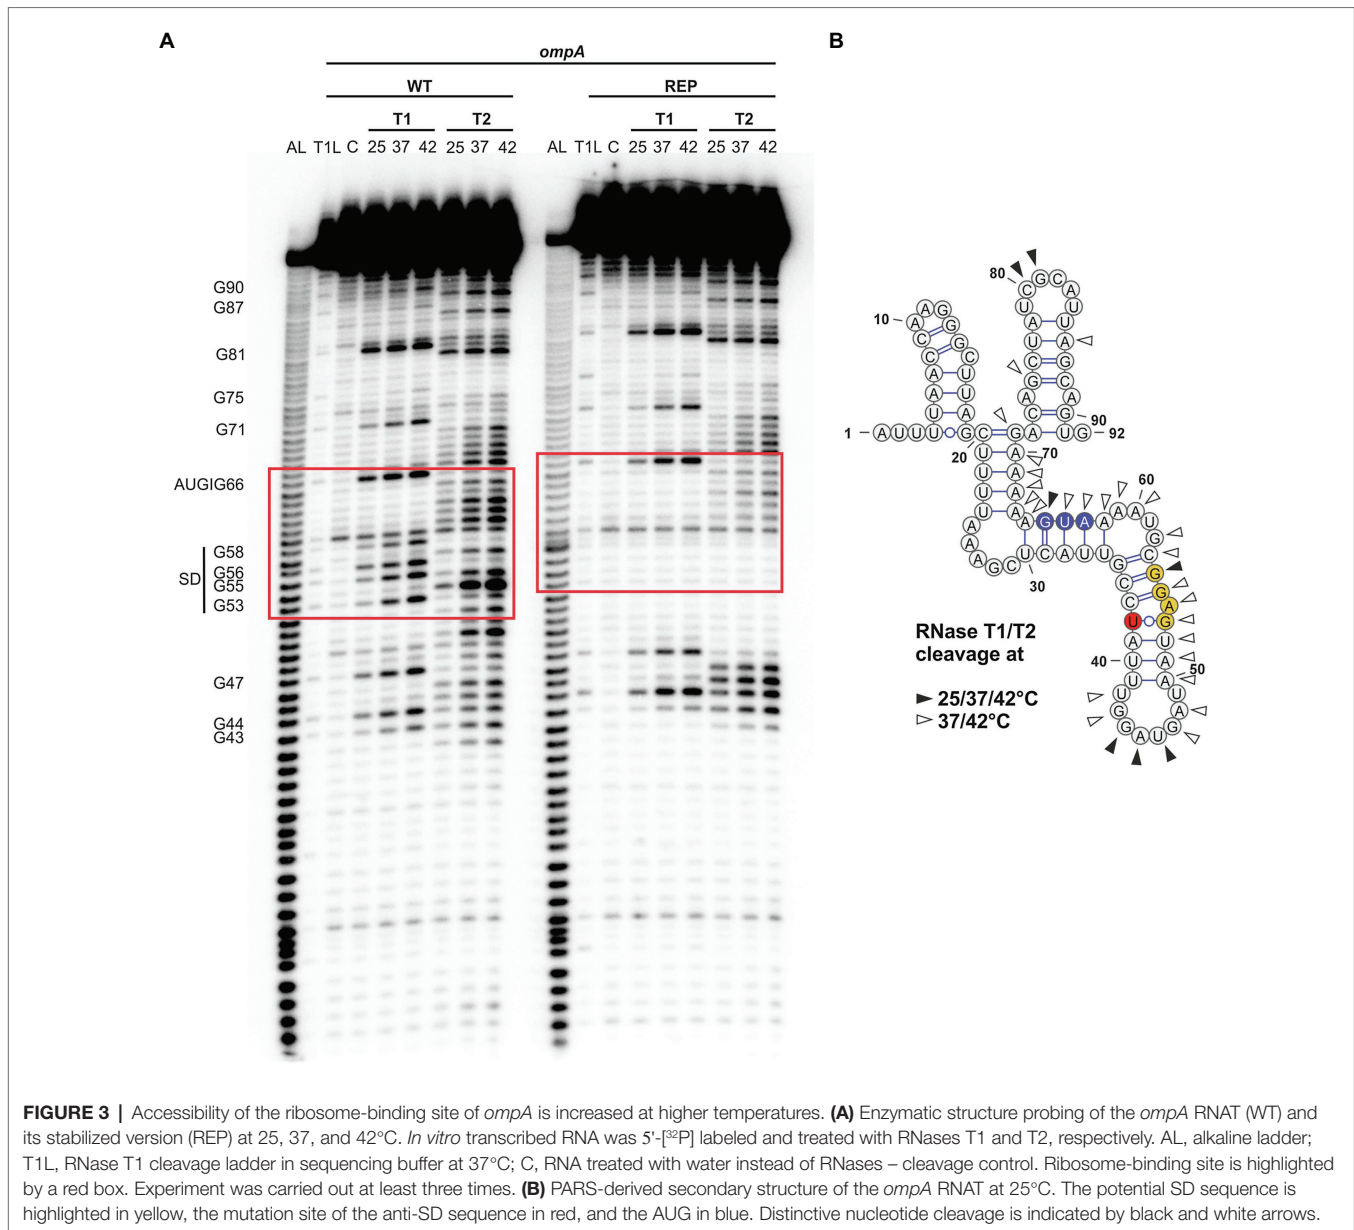 A
B
ompA
WT
REP
T1
T2
T1
T2
AL T1L C 25 37 42 25 37 42
AL T1L C 25 37 42 25 37 42
G90
G87
G81
G75
G71
AUG|G66
G58
G56
SD
G55
G53
G47
G44
G43
80
10
1
20
70
90
92
60
30
40
50
RNase T1/T2
cleavage at
25/37/42°C
37/42°C
FIGURE 3 | Accessibility of the ribosome-binding site of ompA is increased at higher temperatures. (A) Enzymatic structure probing of the ompA RNAT (WT) and
its stabilized version (REP) at 25, 37, and 42°C. In vitro transcribed RNA was 5′-[³²P] labeled and treated with RNases T1 and T2, respectively. AL, alkaline ladder;
T1L, RNase T1 cleavage ladder in sequencing buffer at 37°C; C, RNA treated with water instead of RNases – cleavage control. Ribosome-binding site is highlighted
by a red box. Experiment was carried out at least three times. (B) PARS-derived secondary structure of the ompA RNAT at 25°C. The potential SD sequence is
highlighted in yellow, the mutation site of the anti-SD sequence in red, and the AUG in blue. Distinctive nucleotide cleavage is indicated by black and white arrows.